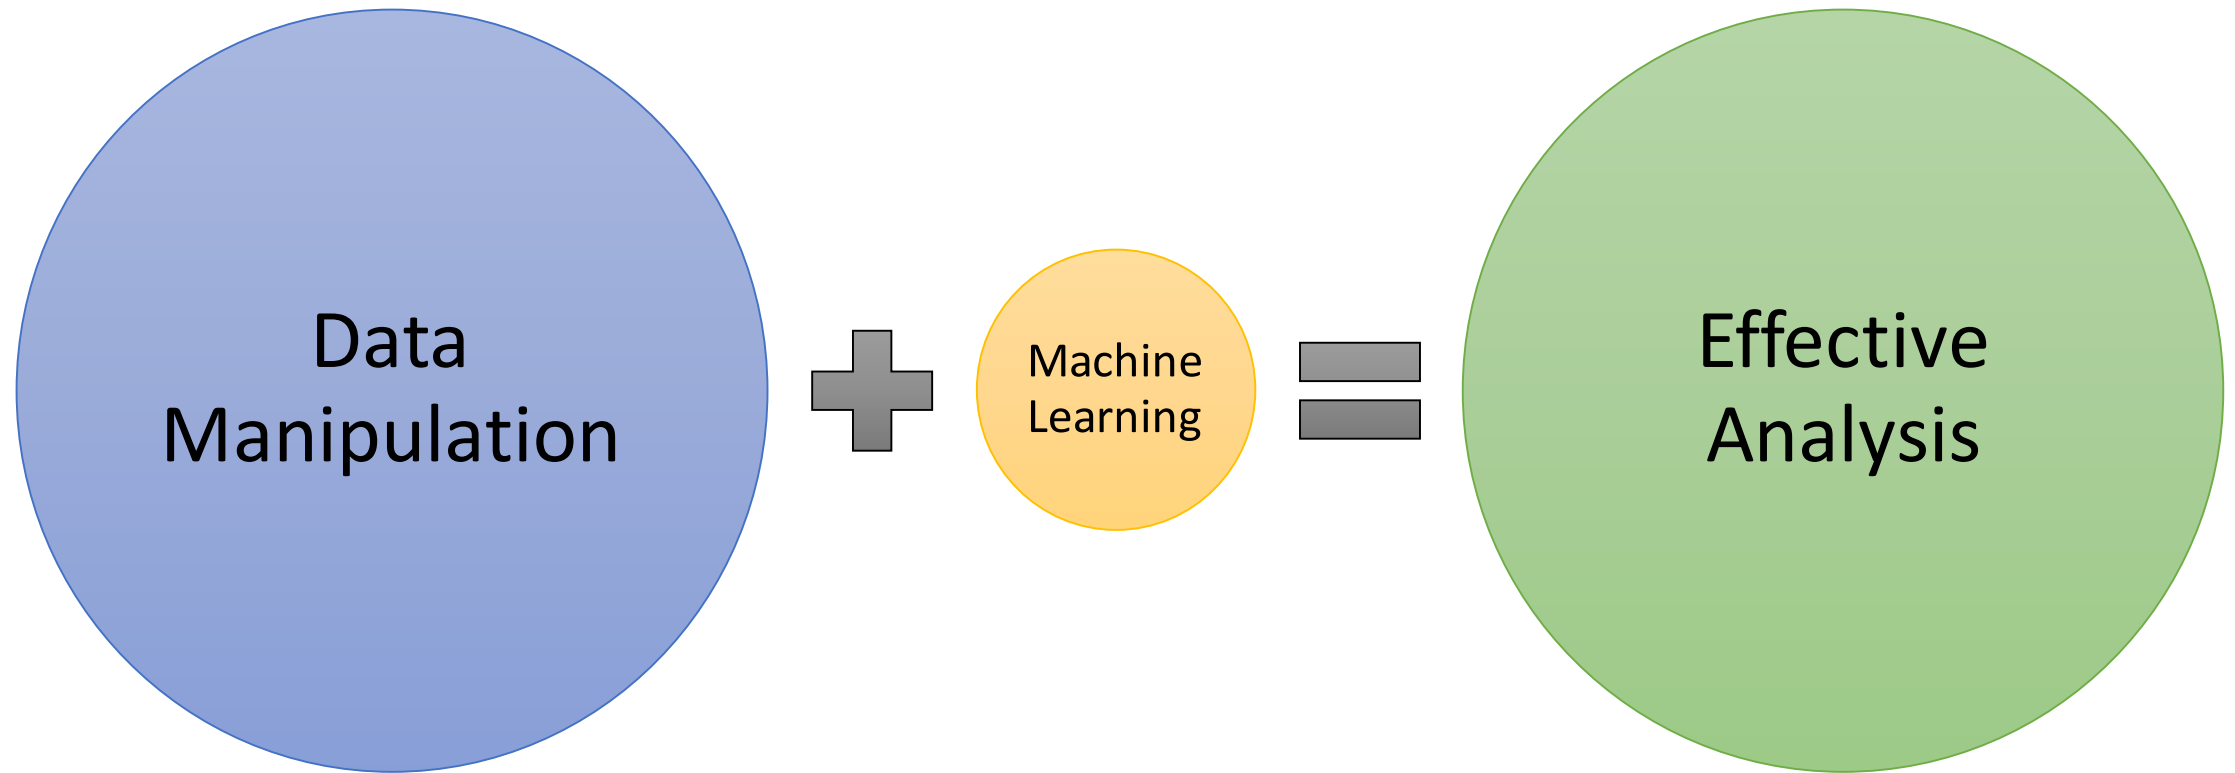 Data
Manipulation
Machine
Learning
Effective
Analysis